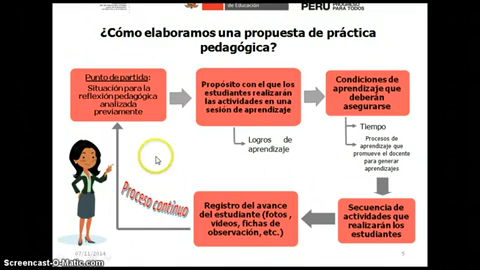 de Educación
PERÚ PROGRESO
PARA TODOS
¿Cómo elaboramos una propuesta de práctica
pedagógica?
Punto de partida:
Situación para la
reflexión pedagógica
analizada
previamente
Propósito con el que los
estudiantes realizarán
las actividades en una
sesión de aprendizaje
Condiciones de
aprendizaje que
deberán
asegurarse
Logros de
aprendizaje
Tiempo
Procesos de
aprendizaje que
promueve el docente
para generar
aprendizajes
Proceso contínuo
Registro del avance
del estudiante (fotos ,
videos, fichas de
observación, etc.)
Secuencia de
actividades que
realizarán los
estudiantes
07/11/2014
5
Screencast-O-Matic.com